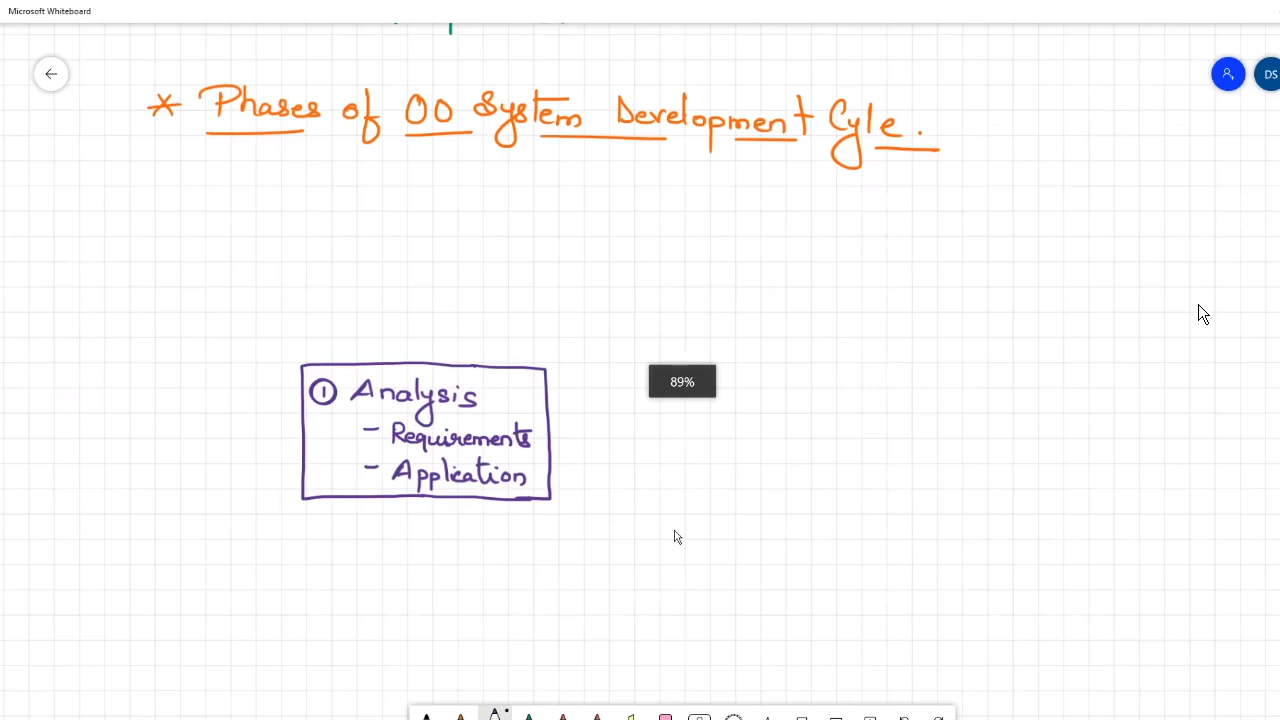 Microsoft Whiteboard
* Phases of OO System Development Cyle.
DS
89%
① Analysis
- Requirements
- Application